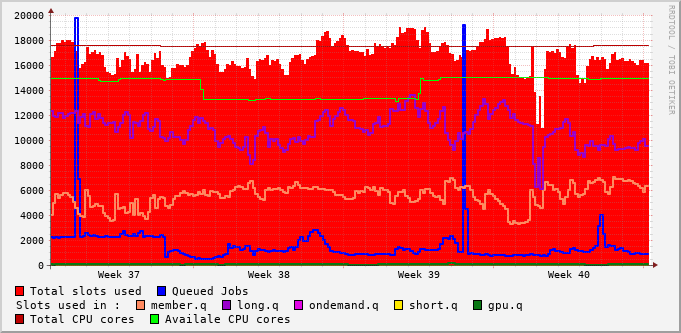 RRDTOOL / TOBI OETIKER
20000
18000
16000
14000
12000
10000
8000
6000
4000
2000
0
Week 37 Week 38 Week 39 Week 40
Total slots used Queued Jobs
Slots used in : member.q long.q ondemand.q short.q gpu.q
Total CPU cores Availale CPU cores